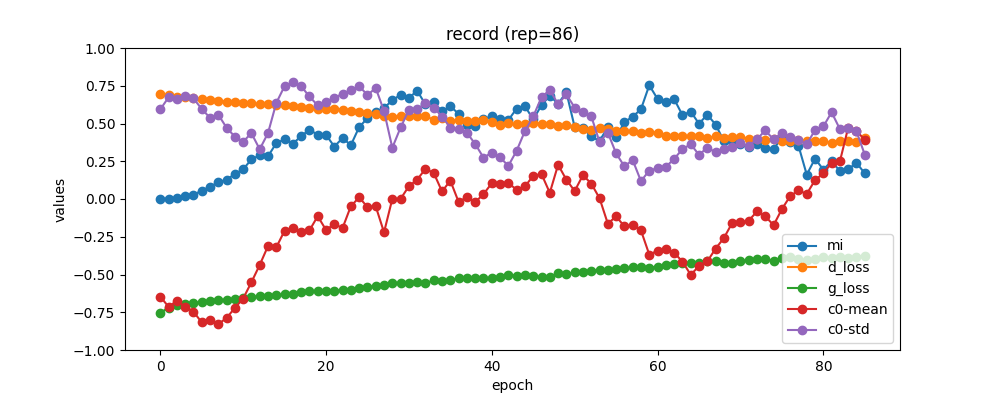 record (rep=86)
1.00
0.75
0.50
0.25
0.00
−0.25
−0.50
−0.75
−1.00
values
0 20 40 60 80
epoch
mi
d_loss
g_loss
c0-mean
c0-std